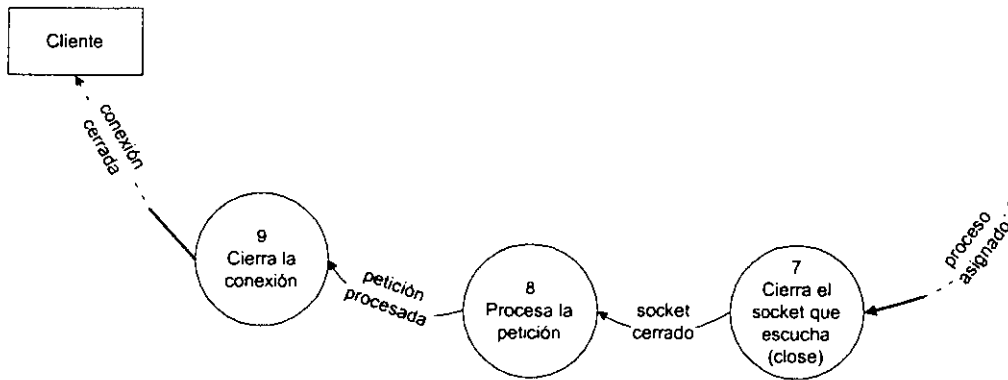 Cliente
conexión
cerrada
9
Cierra la
conexión
petición
procesada
8
Procesa la
petición
socket
cerrado
7
Cierra el
socket que
escucha
(close)
proceso
asignado